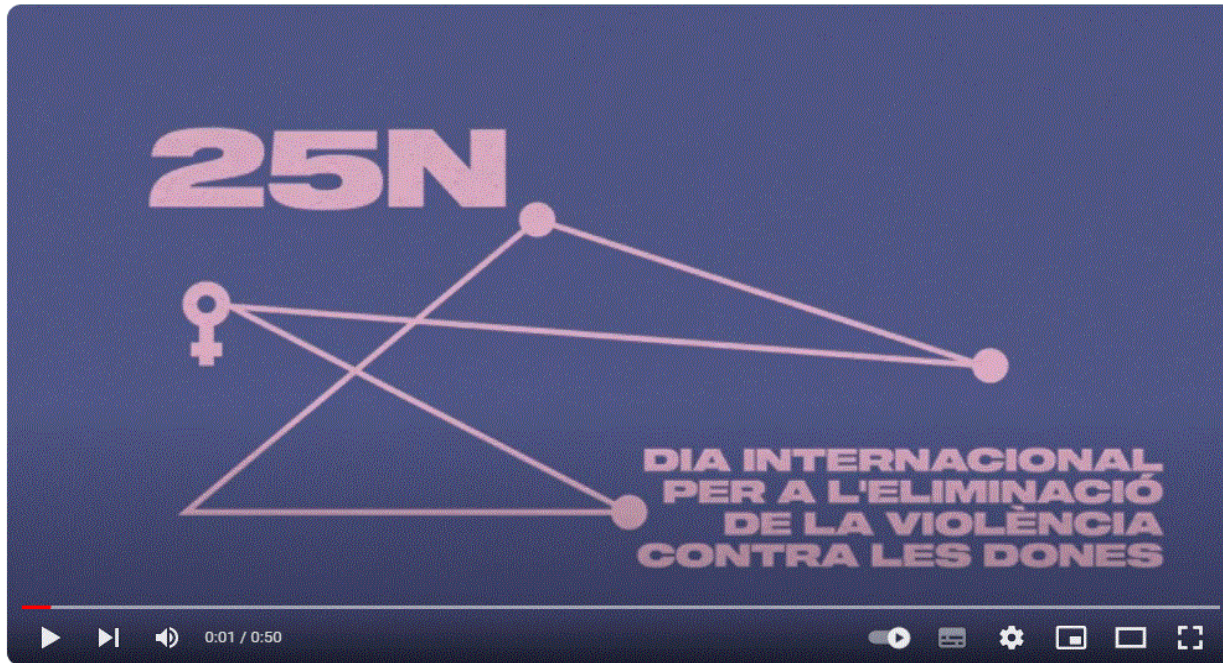 25N
DIA INTERNACIONAL
PER A L'ELIMINACIÓ
DE LA VIOLÈNCIA
CONTRA LES DONES
0:01 / 0:50